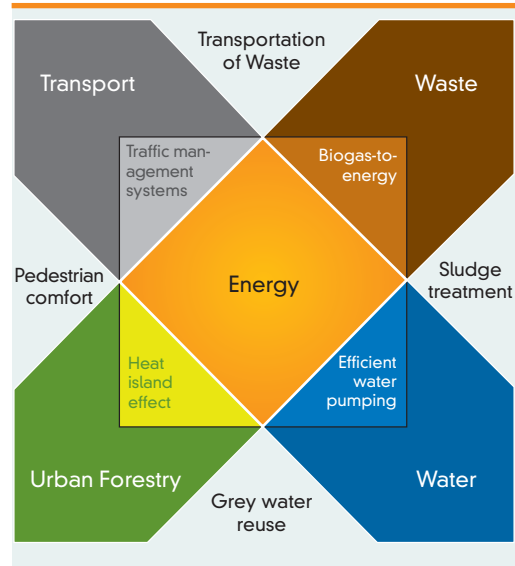 Transportation
of Waste
Transport
Waste
Traffic man-
agement
systems
Biogas-to-
energy
Pedestrian
comfort
Energy
Sludge
treatment
Heat
island
effect
Efficient
water
pumping
Urban Forestry
Water
Grey water
reuse